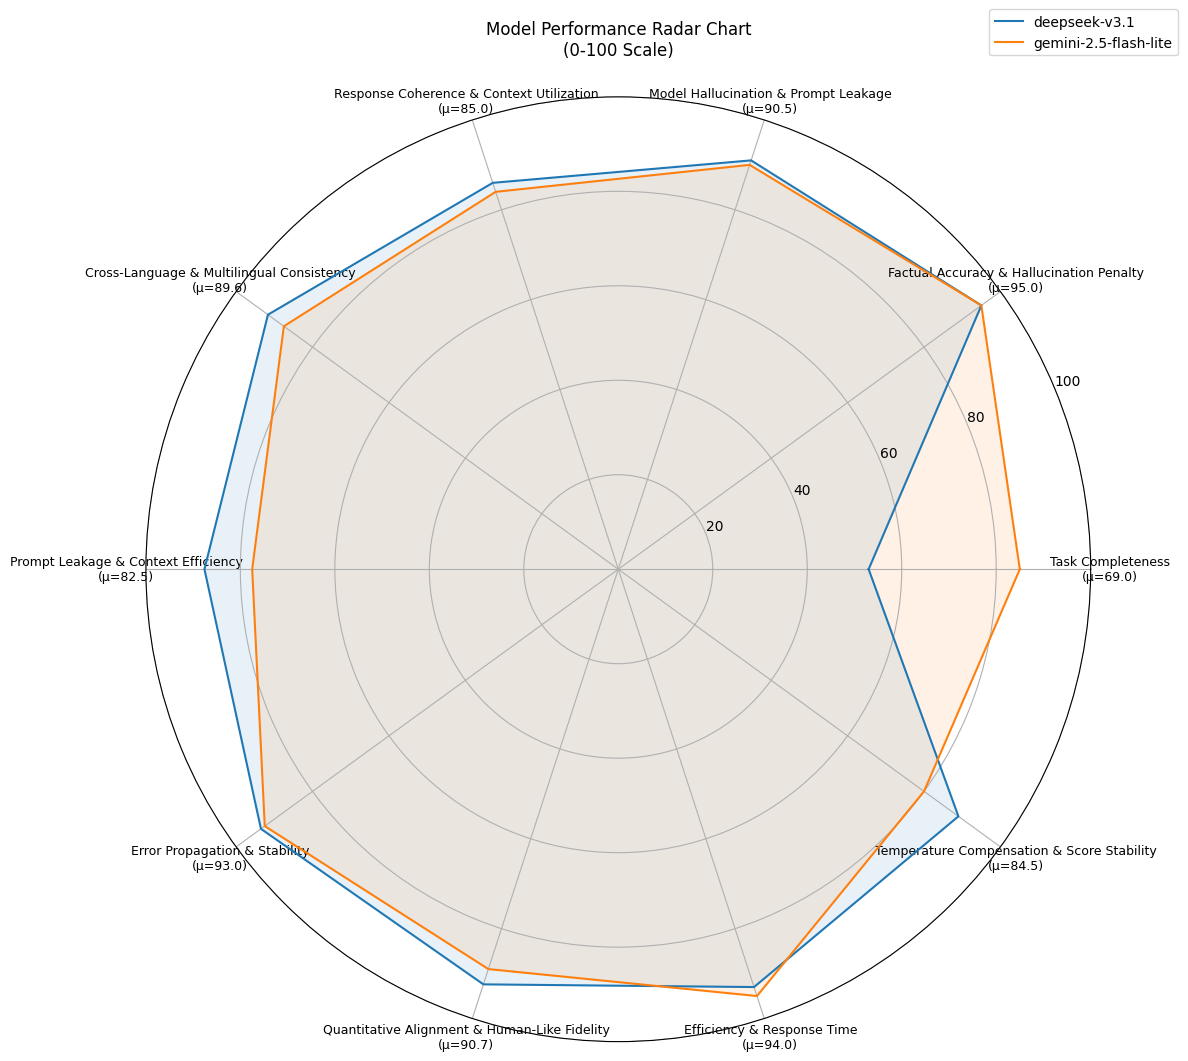 Model Performance Radar Chart
(0-100 Scale)
deepseek-v3.1
gemini-2.5-flash-lite
Response Coherence & Context Utilization
(μ=85.0)
Model Hallucination & Prompt Leakage
(μ=90.5)
Cross-Language & Multilingual Consistency
(μ=89.6)
Factual Accuracy & Hallucination Penalty
(μ=95.0)
100
80
60
40
20
Prompt Leakage & Context Efficiency
(μ=82.5)
Task Completeness
(μ=69.0)
Error Propagation & Stability
(μ=93.0)
Temperature Compensation & Score Stability
(μ=84.5)
Quantitative Alignment & Human-Like Fidelity
(μ=90.7)
Efficiency & Response Time
(μ=94.0)